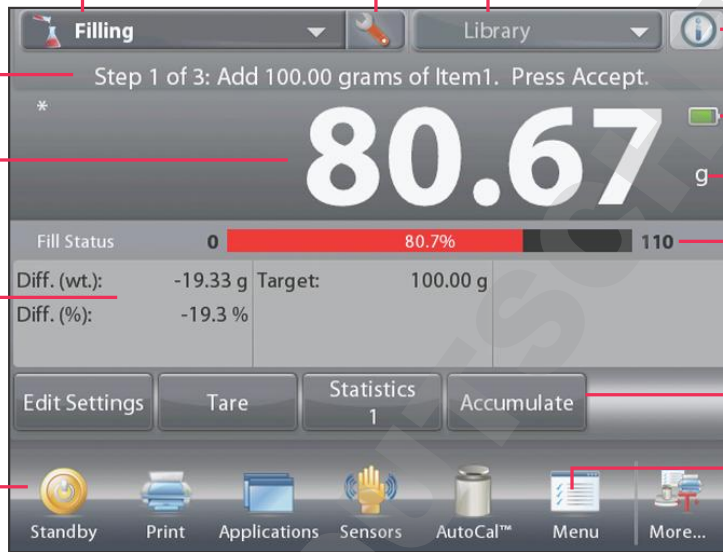 Filling
Library
Step 1 of 3: Add 100.00 grams of Item1. Press Accept.
*
80.67
g
Fill Status 0 80.7% 110
Diff. (wt.): -19.33 g Target: 100.00 g
Diff. (%): -19.3 %
Edit Settings
Tare
Statistics
1
Accumulate
Standby
Print
Applications
Sensors
AutoCal™
Menu
More...